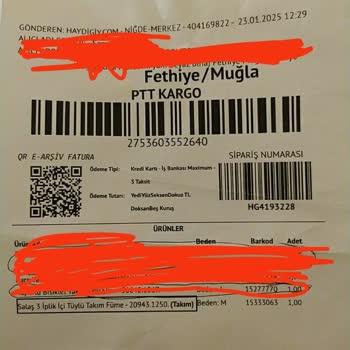 GÖNDEREN: HAYDIGIY.COM - NİĞDE-MERKEZ - 404169822 - 23.01.2025 12:29
Fethiye/Muğla
PTT KARGO
2753603552640
QR E-ARŞİV FATURA
SİPARİŞ NUMARASI
Ödeme Tipi: Kredi Kartı - İş Bankası Maximum - 3 Taksit
Ödeme Tutarı: YediYüzSeksenDokuz TL DoksanBeş Kuruş
HG4193228
ÜRÜNLER
Beden Barkod Adet
15277770 1,00
Salaş 3 İplik İçi Tüylü Takım Füme - 20943.1250. (Takım) Beden: M 15333063 1,00